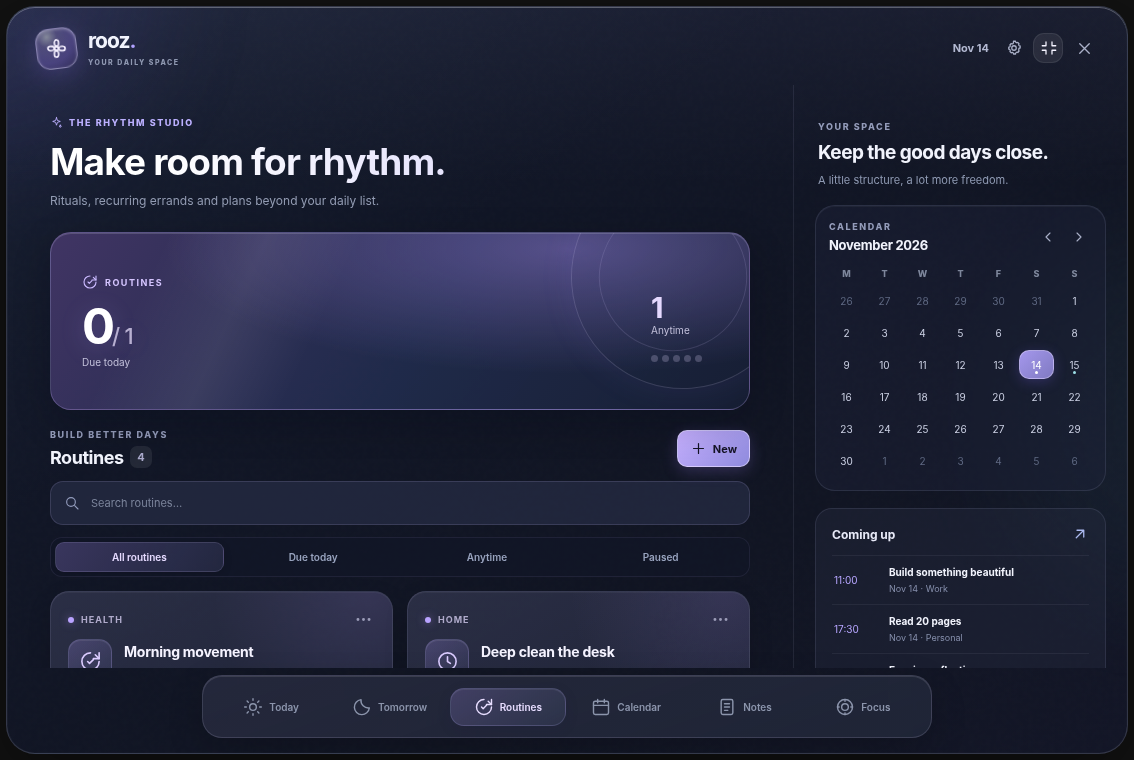 rooz.
YOUR DAILY SPACE
Nov 14
THE RHYTHM STUDIO
Make room for rhythm.
Rituals, recurring errands and plans beyond your daily list.
ROUTINES
0/ 1
Due today
1
Anytime
BUILD BETTER DAYS
Routines 4
New
Search routines...
All routines Due today Anytime Paused
HEALTH
Morning movement
HOME
Deep clean the desk
YOUR SPACE
Keep the good days close.
A little structure, a lot more freedom.
CALENDAR
November 2026
M T W T F S S
26 27 28 29 30 31 1
2 3 4 5 6 7 8
9 10 11 12 13 14 15
16 17 18 19 20 21 22
23 24 25 26 27 28 29
30 1 2 3 4 5 6
Coming up
11:00 Build something beautiful
Nov 14 · Work
17:30 Read 20 pages
Nov 14 · Personal
Today Tomorrow Routines Calendar Notes Focus